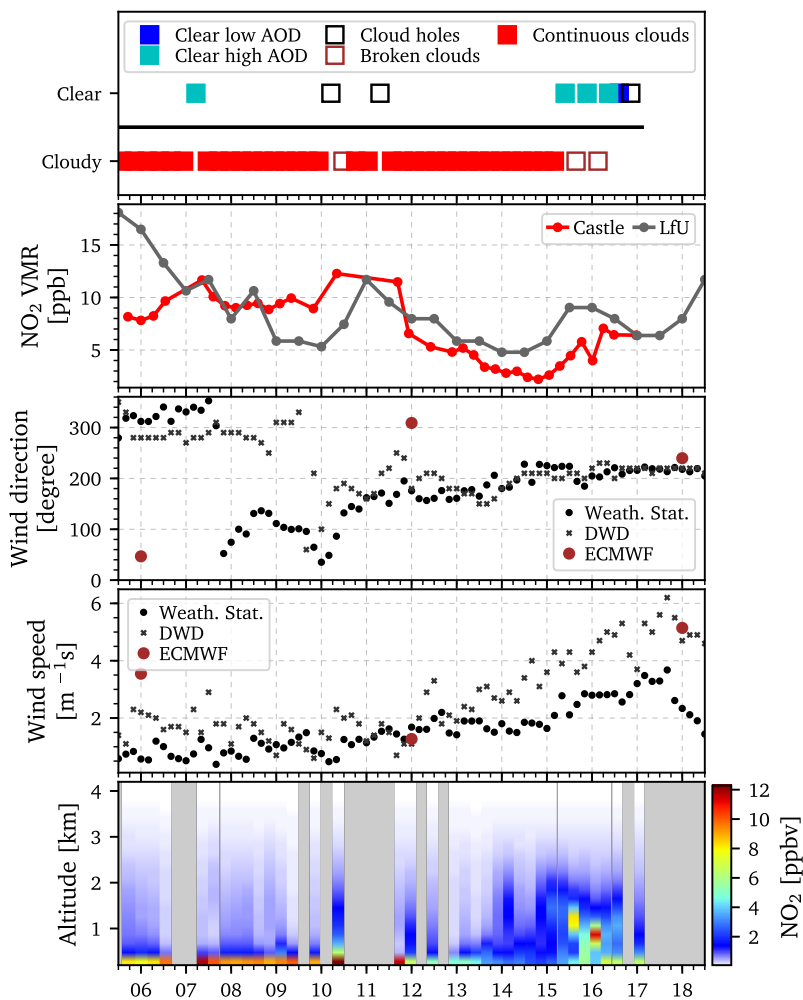 Clear low AOD Cloud holes Continuous clouds
Clear high AOD Broken clouds
Clear
Cloudy
Castle LfU
15
10
5
NO₂ VMR
[ppb]
300
200
100
0
Wind direction
[degree]
Weath. Stat.
DWD
ECMWF
6
4
2
Wind speed
[m ⁻¹s]
Weath. Stat.
DWD
ECMWF
4
3
2
1
Altitude [km]
12
10
8
6
4
2
NO₂ [ppbv]
06 07 08 09 10 11 12 13 14 15 16 17 18